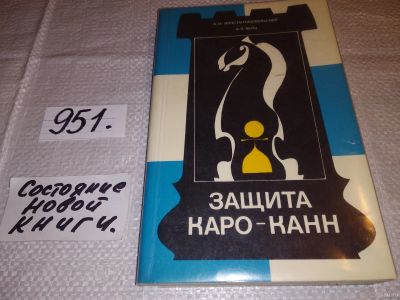 951.
Состояние
новой
книги.
ЗАЩИТА
КАРО-КАНН